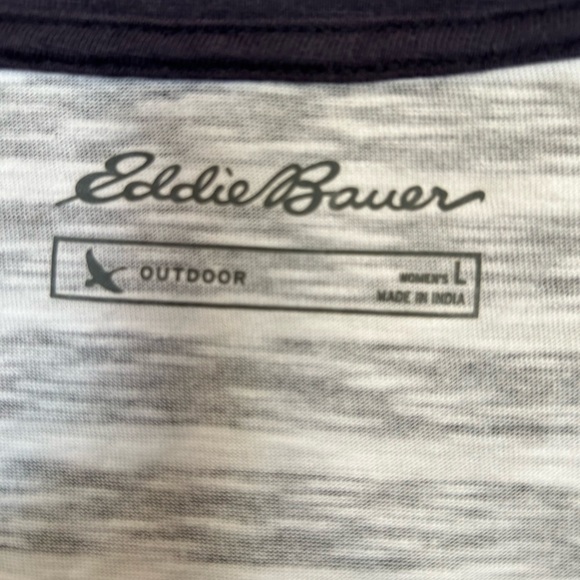 Eddie Bauer
OUTDOOR
WOMEN'S L
MADE IN INDIA